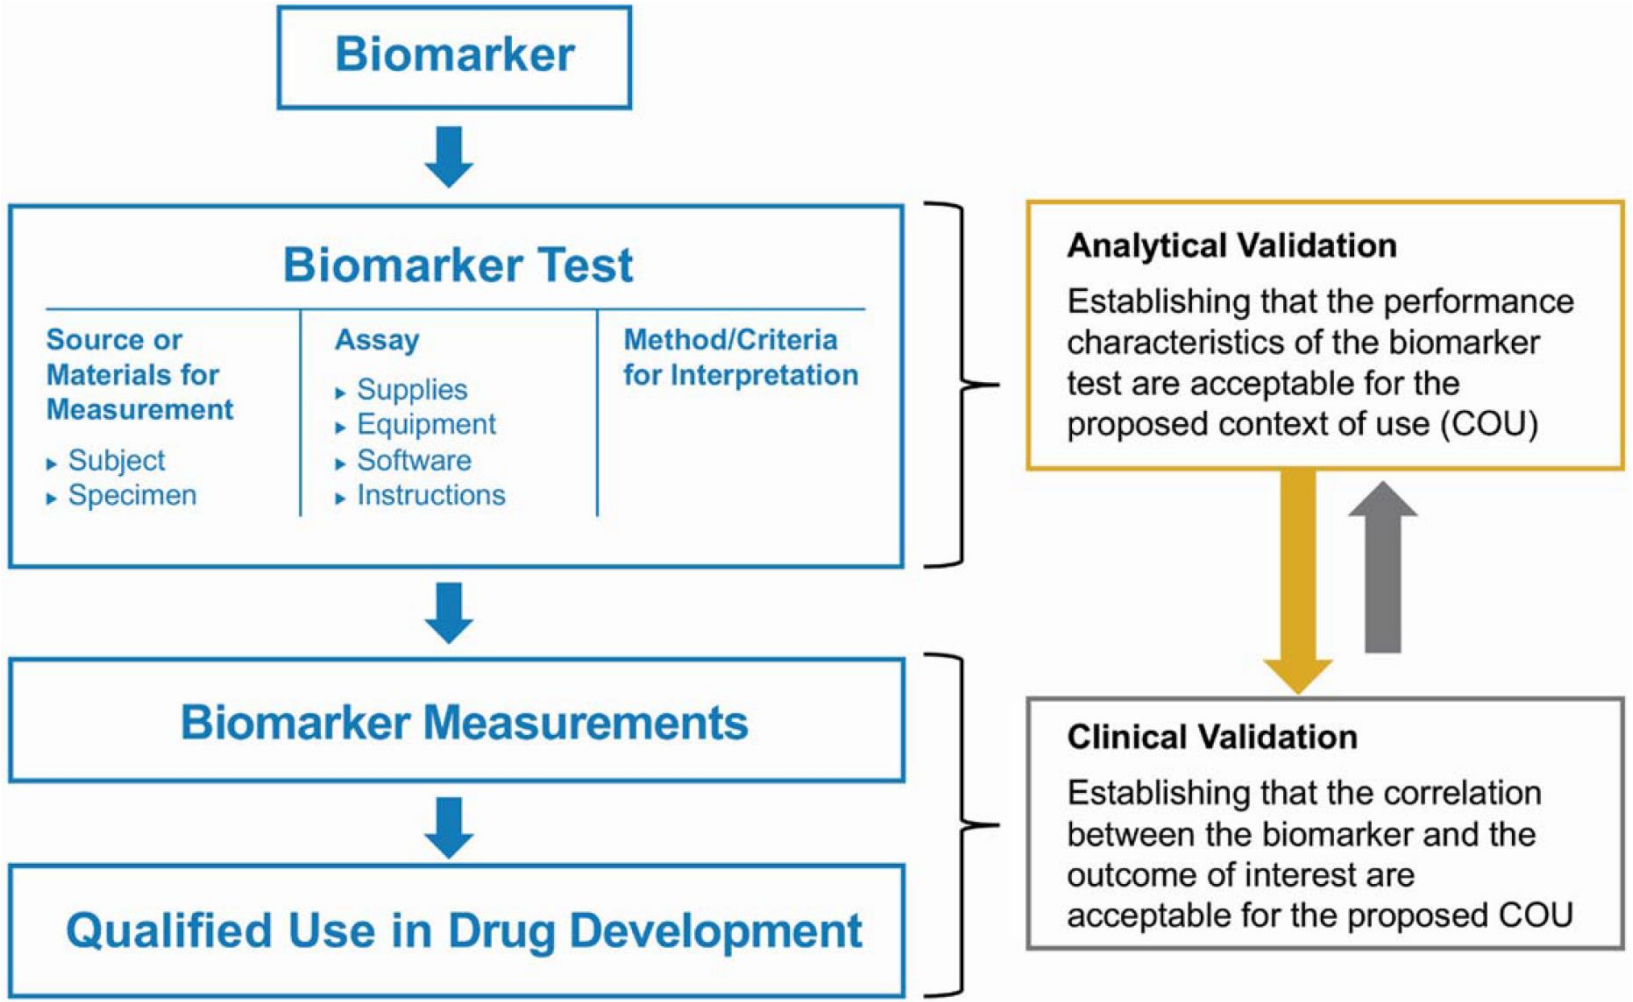 Biomarker
Biomarker Test
Source or
Materials for
Measurement
▸ Subject
▸ Specimen
Assay
▸ Supplies
▸ Equipment
▸ Software
▸ Instructions
Method/Criteria
for Interpretation
Biomarker Measurements
Qualified Use in Drug Development
Analytical Validation
Establishing that the performance
characteristics of the biomarker
test are acceptable for the
proposed context of use (COU)
Clinical Validation
Establishing that the correlation
between the biomarker and the
outcome of interest are
acceptable for the proposed COU